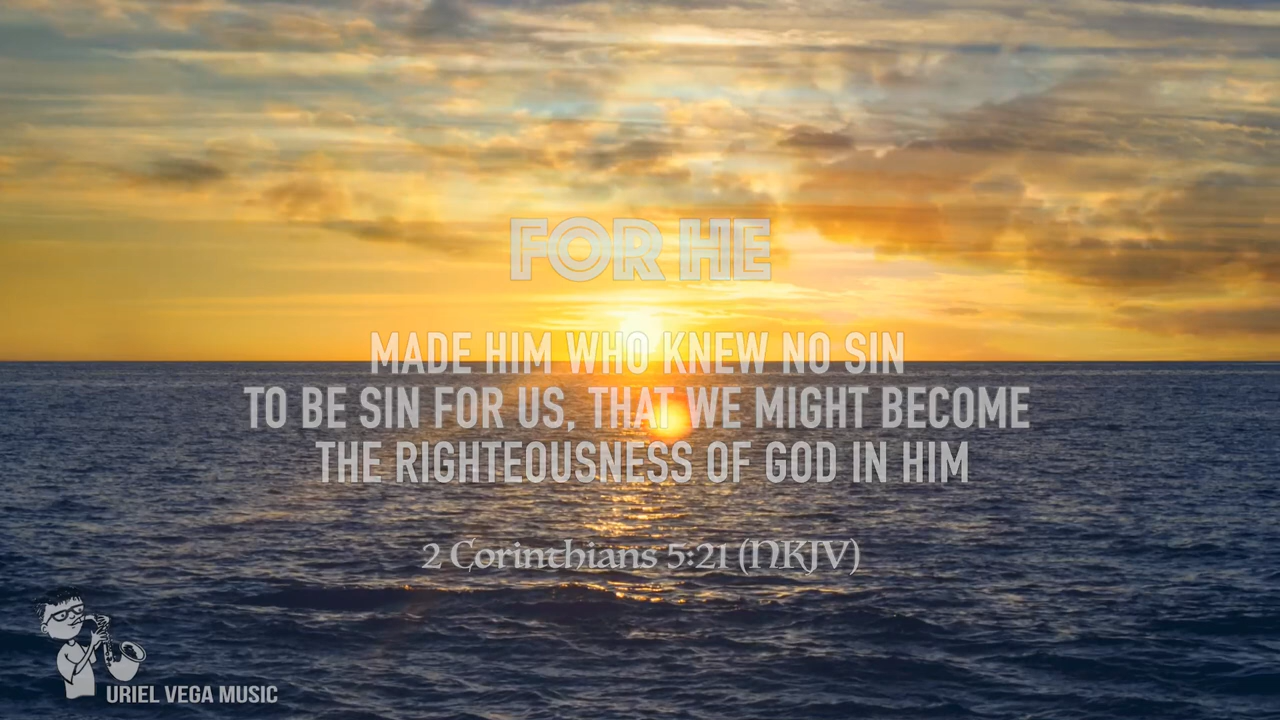 FOR HE
MADE HIM WHO KNEW NO SIN
TO BE SIN FOR US, THAT WE MIGHT BECOME
THE RIGHTEOUSNESS OF GOD IN HIM
2 Corinthians 5:21 (NKJV)
URIEL VEGA MUSIC